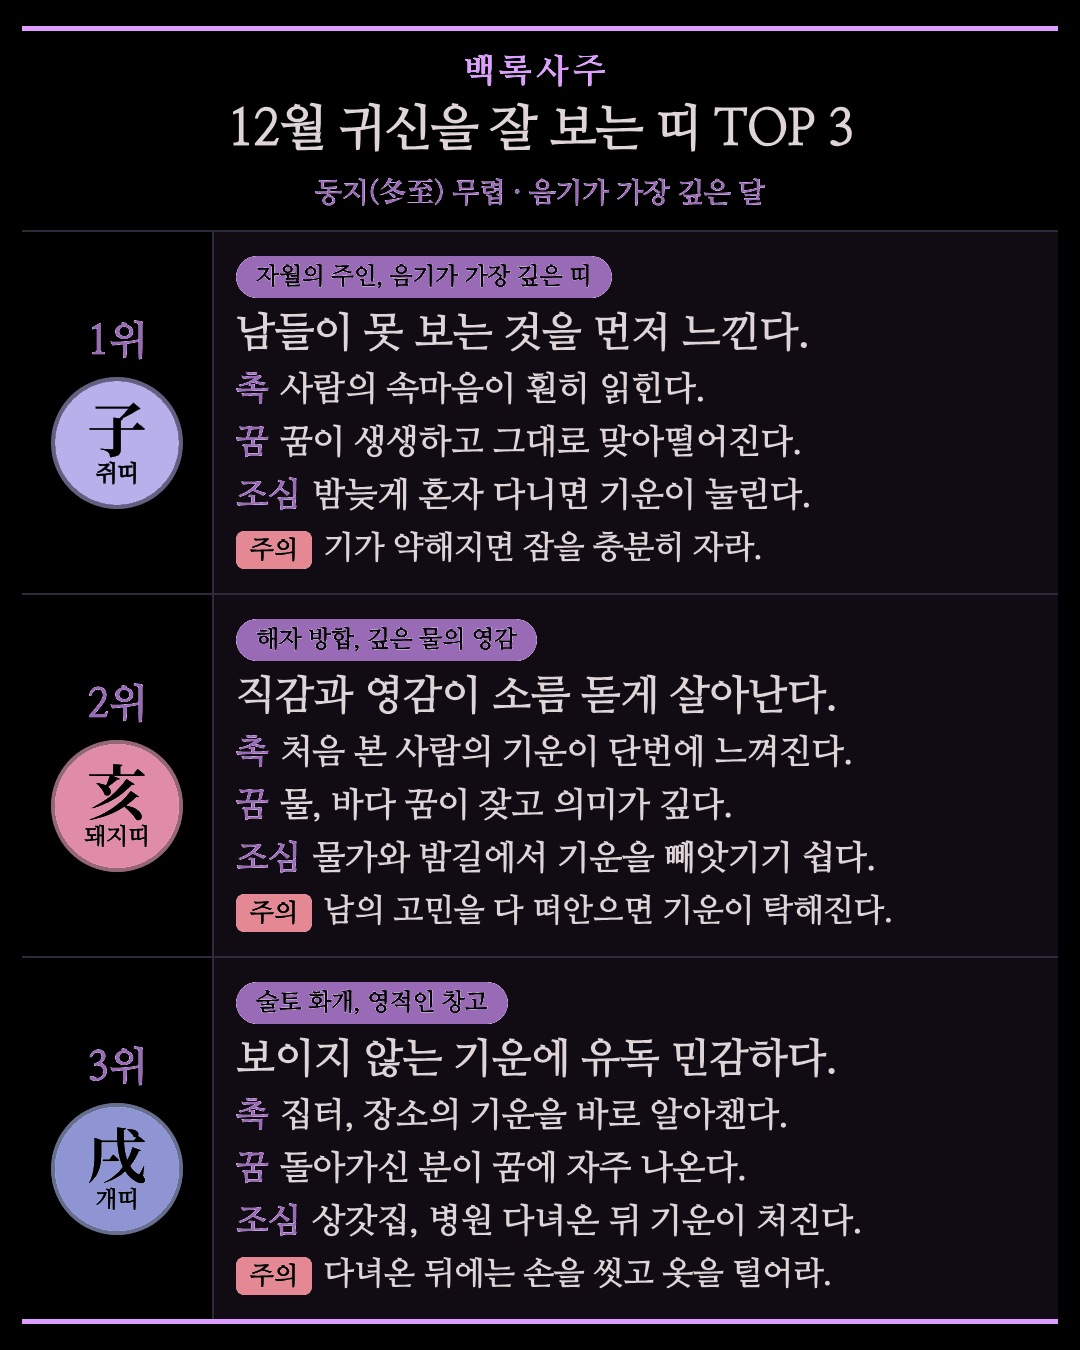 백록사주
12월 귀신을 잘 보는 띠 TOP 3
동지(冬至) 무렵 · 음기가 가장 깊은 달
1위
子
쥐띠
자월의 주인, 음기가 가장 깊은 띠
남들이 못 보는 것을 먼저 느낀다.
촉 사람의 속마음이 훤히 읽힌다.
꿈 꿈이 생생하고 그대로 맞아떨어진다.
조심 밤늦게 혼자 다니면 기운이 눌린다.
주의 기가 약해지면 잠을 충분히 자라.
2위
亥
돼지띠
해자 방합, 깊은 물의 영감
직감과 영감이 소름 돋게 살아난다.
촉 처음 본 사람의 기운이 단번에 느껴진다.
꿈 물, 바다 꿈이 잦고 의미가 깊다.
조심 물가와 밤길에서 기운을 빼앗기기 쉽다.
주의 남의 고민을 다 떠안으면 기운이 탁해진다.
3위
戌
개띠
술토 화개, 영적인 창고
보이지 않는 기운에 유독 민감하다.
촉 집터, 장소의 기운을 바로 알아챈다.
꿈 돌아가신 분이 꿈에 자주 나온다.
조심 상갓집, 병원 다녀온 뒤 기운이 처진다.
주의 다녀온 뒤에는 손을 씻고 옷을 털어라.